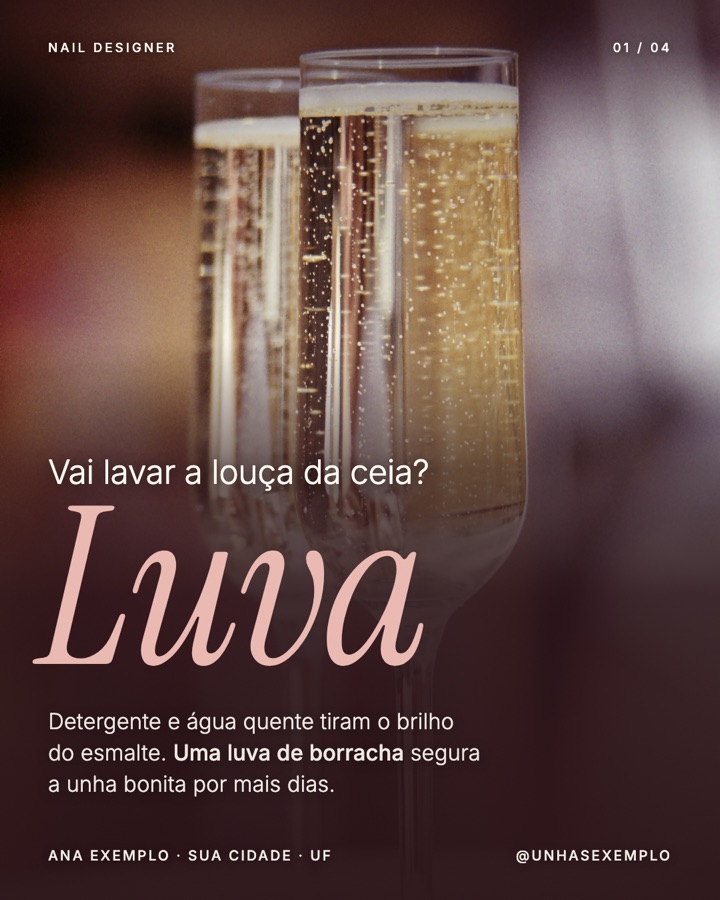 NAIL DESIGNER
01 / 04
Vai lavar a louça da ceia?
Luva
Detergente e água quente tiram o brilho
do esmalte. Uma luva de borracha segura
a unha bonita por mais dias.
ANA EXEMPLO · SUA CIDADE · UF
@UNHASEXEMPLO